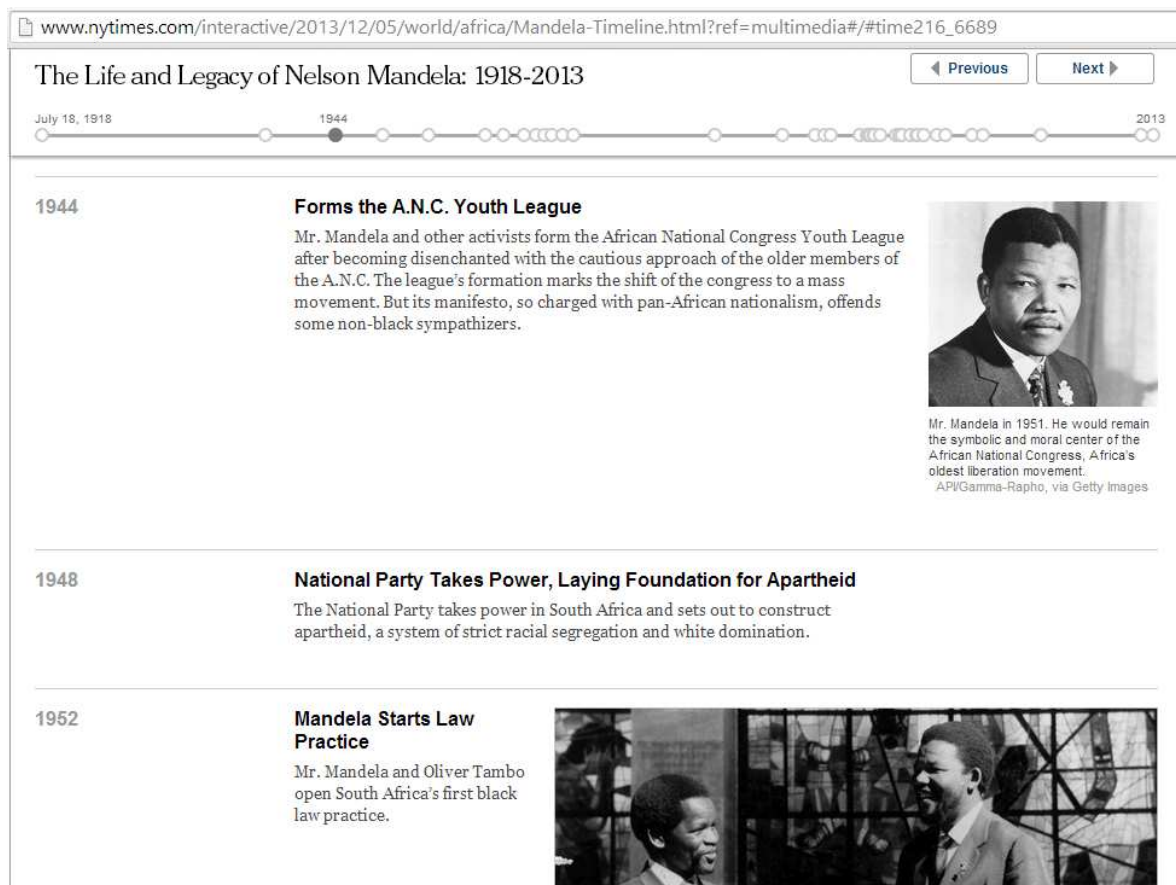 www.nytimes.com/interactive/2013/12/05/world/africa/Mandela-Timeline.html?ref=multimedia#/#time216_6689
The Life and Legacy of Nelson Mandela: 1918-2013
Previous
Next
July 18, 1918
1944
2013
1944
Forms the A.N.C. Youth League
Mr. Mandela and other activists form the African National Congress Youth League
after becoming disenchanted with the cautious approach of the older members of
the A.N.C. The league's formation marks the shift of the congress to a mass
movement. But its manifesto, so charged with pan-African nationalism, offends
some non-black sympathizers.
Mr. Mandela in 1951. He would remain
the symbolic and moral center of the
African National Congress, Africa's
oldest liberation movement.
API/Gamma-Rapho, via Getty Images
1948
National Party Takes Power, Laying Foundation for Apartheid
The National Party takes power in South Africa and sets out to construct
apartheid, a system of strict racial segregation and white domination.
1952
Mandela Starts Law
Practice
Mr. Mandela and Oliver Tambo
open South Africa's first black
law practice.